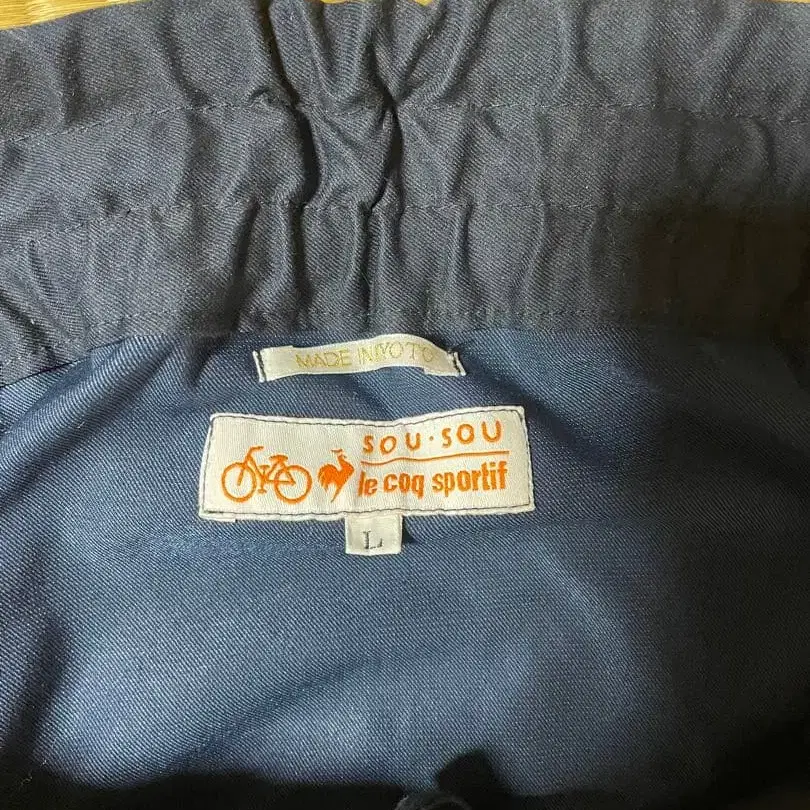 MADE IN KYOTO
SOU·SOU
le coq sportif
L